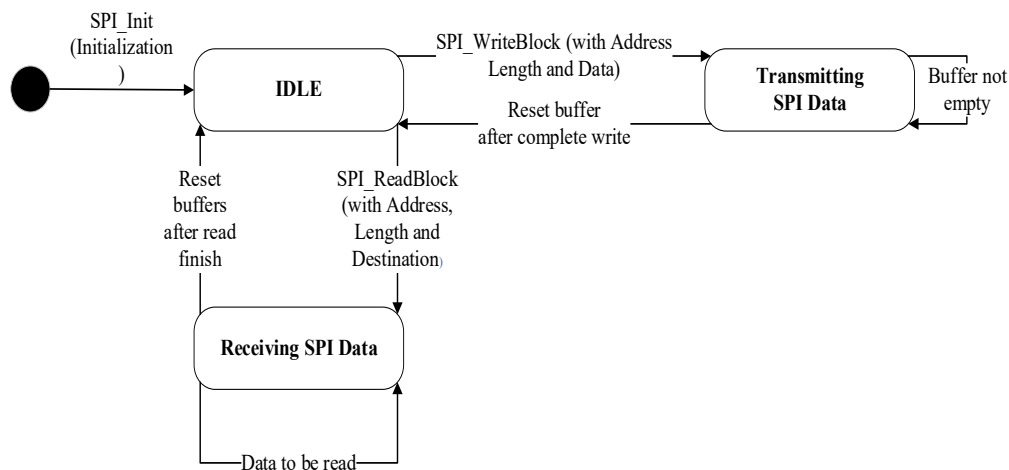 SPI_Init
(Initialization
)
IDLE
SPI_WriteBlock (with Address
Length and Data)
Transmitting
SPI Data
Buffer not
empty
Reset buffer
after complete write
Reset
buffers
after read
finish
SPI_ReadBlock
(with Address,
Length and
Destination)
Receiving SPI Data
Data to be read